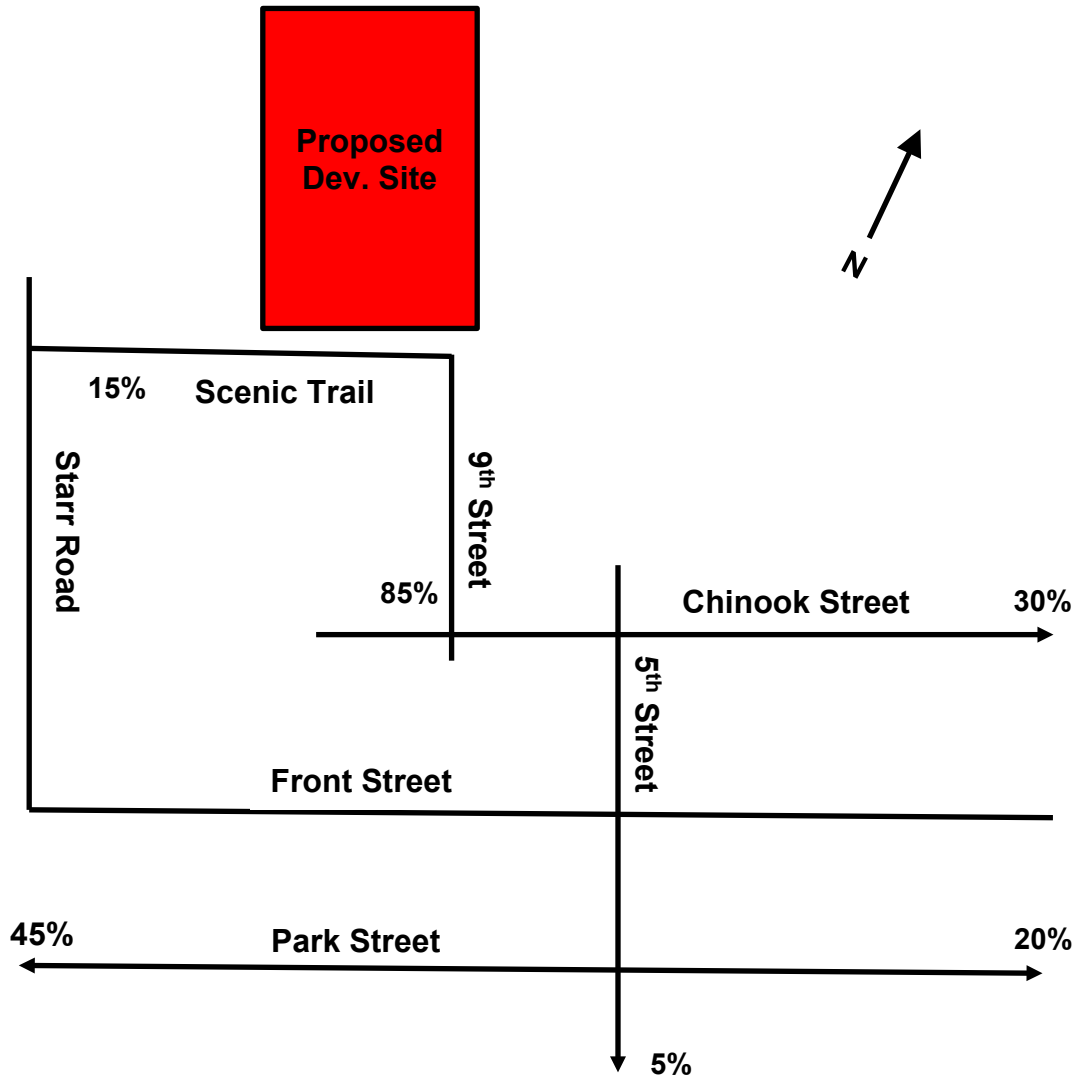 Proposed
Dev. Site
N
15%
Scenic Trail
Starr Road
9th Street
85%
Chinook Street
30%
5th Street
Front Street
45%
Park Street
20%
5%